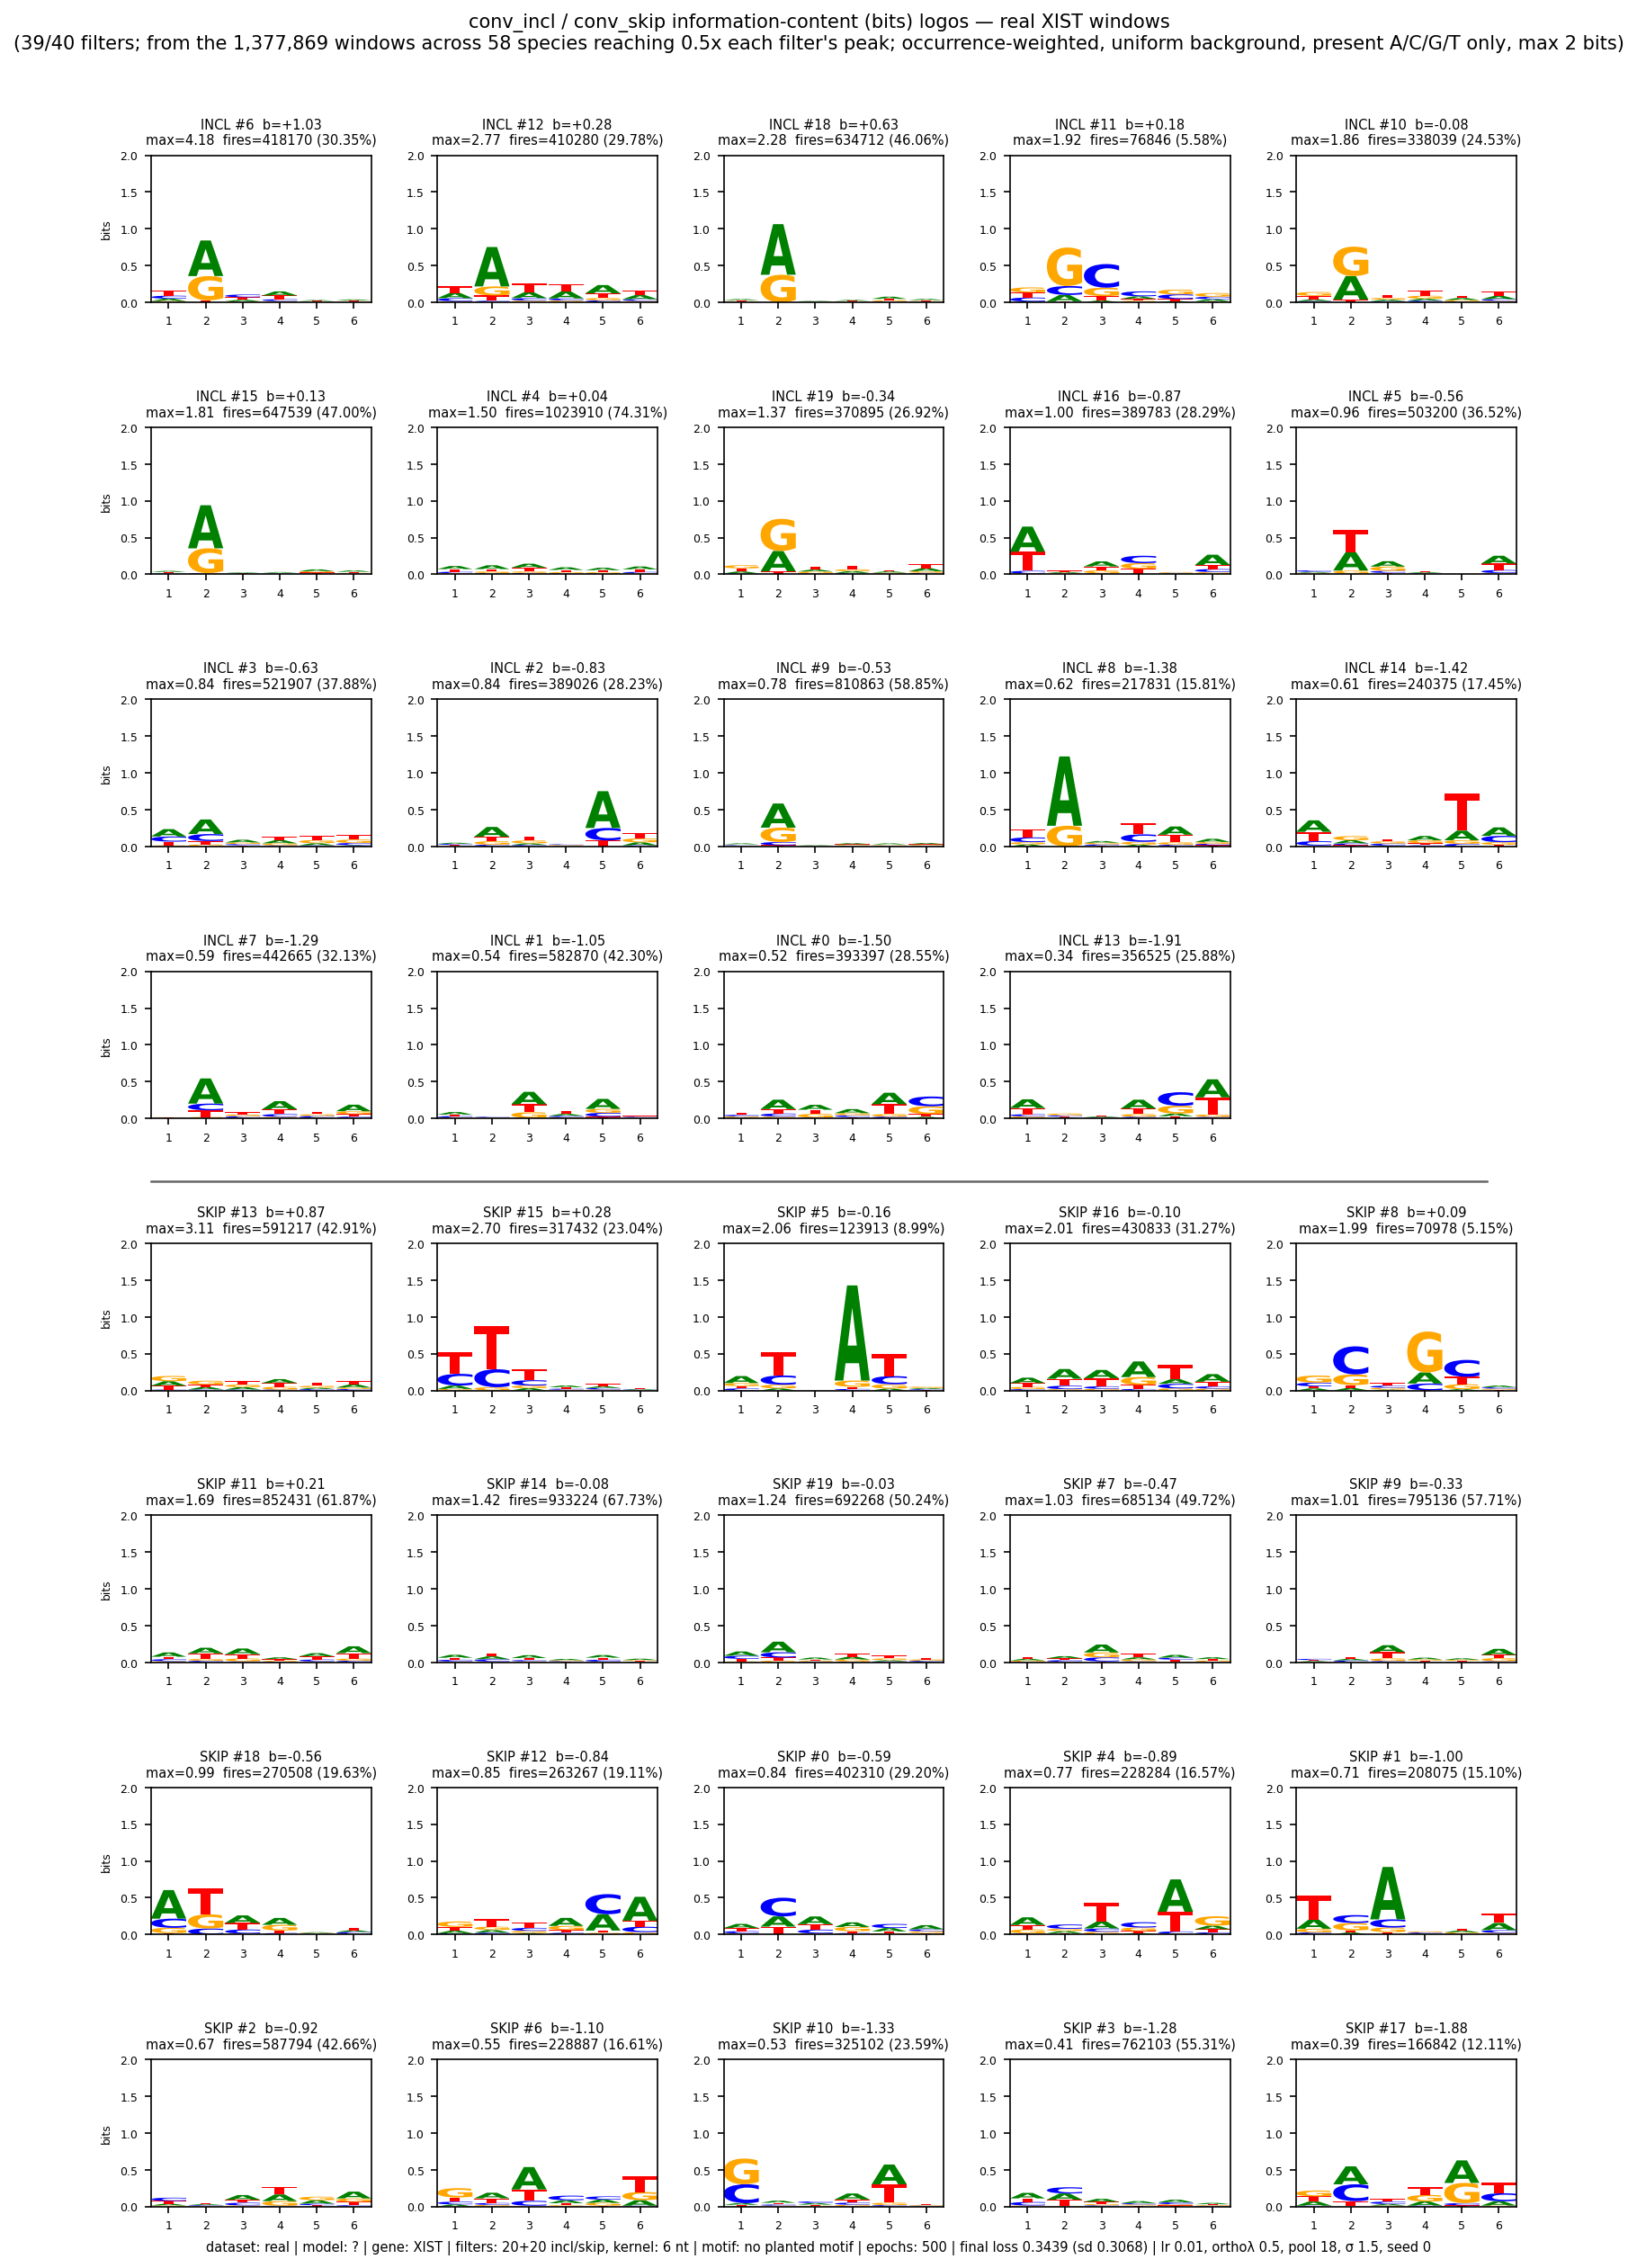 conv_incl / conv_skip information-content (bits) logos — real XIST windows
(39/40 filters; from the 1,377,869 windows across 58 species reaching 0.5x each filter's peak; occurrence-weighted, uniform background, present A/C/G/T only, max 2 bits)
INCL #6 b=+1.03
max=4.18 fires=418170 (30.35%)
INCL #12 b=+0.28
max=2.77 fires=410280 (29.78%)
INCL #18 b=+0.63
max=2.28 fires=634712 (46.06%)
INCL #11 b=+0.18
max=1.92 fires=76846 (5.58%)
INCL #10 b=-0.08
max=1.86 fires=338039 (24.53%)
INCL #15 b=+0.13
max=1.81 fires=647539 (47.00%)
INCL #4 b=+0.04
max=1.50 fires=1023910 (74.31%)
INCL #19 b=-0.34
max=1.37 fires=370895 (26.92%)
INCL #16 b=-0.87
max=1.00 fires=389783 (28.29%)
INCL #5 b=-0.56
max=0.96 fires=503200 (36.52%)
INCL #3 b=-0.63
max=0.84 fires=521907 (37.88%)
INCL #2 b=-0.83
max=0.84 fires=389026 (28.23%)
INCL #9 b=-0.53
max=0.78 fires=810863 (58.85%)
INCL #8 b=-1.38
max=0.62 fires=217831 (15.81%)
INCL #14 b=-1.42
max=0.61 fires=240375 (17.45%)
INCL #7 b=-1.29
max=0.59 fires=442665 (32.13%)
INCL #1 b=-1.05
max=0.54 fires=582870 (42.30%)
INCL #0 b=-1.50
max=0.52 fires=393397 (28.55%)
INCL #13 b=-1.91
max=0.34 fires=356525 (25.88%)
SKIP #13 b=+0.87
max=3.11 fires=591217 (42.91%)
SKIP #15 b=+0.28
max=2.70 fires=317432 (23.04%)
SKIP #5 b=-0.16
max=2.06 fires=123913 (8.99%)
SKIP #16 b=-0.10
max=2.01 fires=430833 (31.27%)
SKIP #8 b=+0.09
max=1.99 fires=70978 (5.15%)
SKIP #11 b=+0.21
max=1.69 fires=852431 (61.87%)
SKIP #14 b=-0.08
max=1.42 fires=933224 (67.73%)
SKIP #19 b=-0.03
max=1.24 fires=692268 (50.24%)
SKIP #7 b=-0.47
max=1.03 fires=685134 (49.72%)
SKIP #9 b=-0.33
max=1.01 fires=795136 (57.71%)
SKIP #18 b=-0.56
max=0.99 fires=270508 (19.63%)
SKIP #12 b=-0.84
max=0.85 fires=263267 (19.11%)
SKIP #0 b=-0.59
max=0.84 fires=402310 (29.20%)
SKIP #4 b=-0.89
max=0.77 fires=228284 (16.57%)
SKIP #1 b=-1.00
max=0.71 fires=208075 (15.10%)
SKIP #2 b=-0.92
max=0.67 fires=587794 (42.66%)
SKIP #6 b=-1.10
max=0.55 fires=228887 (16.61%)
SKIP #10 b=-1.33
max=0.53 fires=325102 (23.59%)
SKIP #3 b=-1.28
max=0.41 fires=762103 (55.31%)
SKIP #17 b=-1.88
max=0.39 fires=166842 (12.11%)
dataset: real | model: ? | gene: XIST | filters: 20+20 incl/skip, kernel: 6 nt | motif: no planted motif | epochs: 500 | final loss 0.3439 (sd 0.3068) | lr 0.01, orthoλ 0.5, pool 18, σ 1.5, seed 0